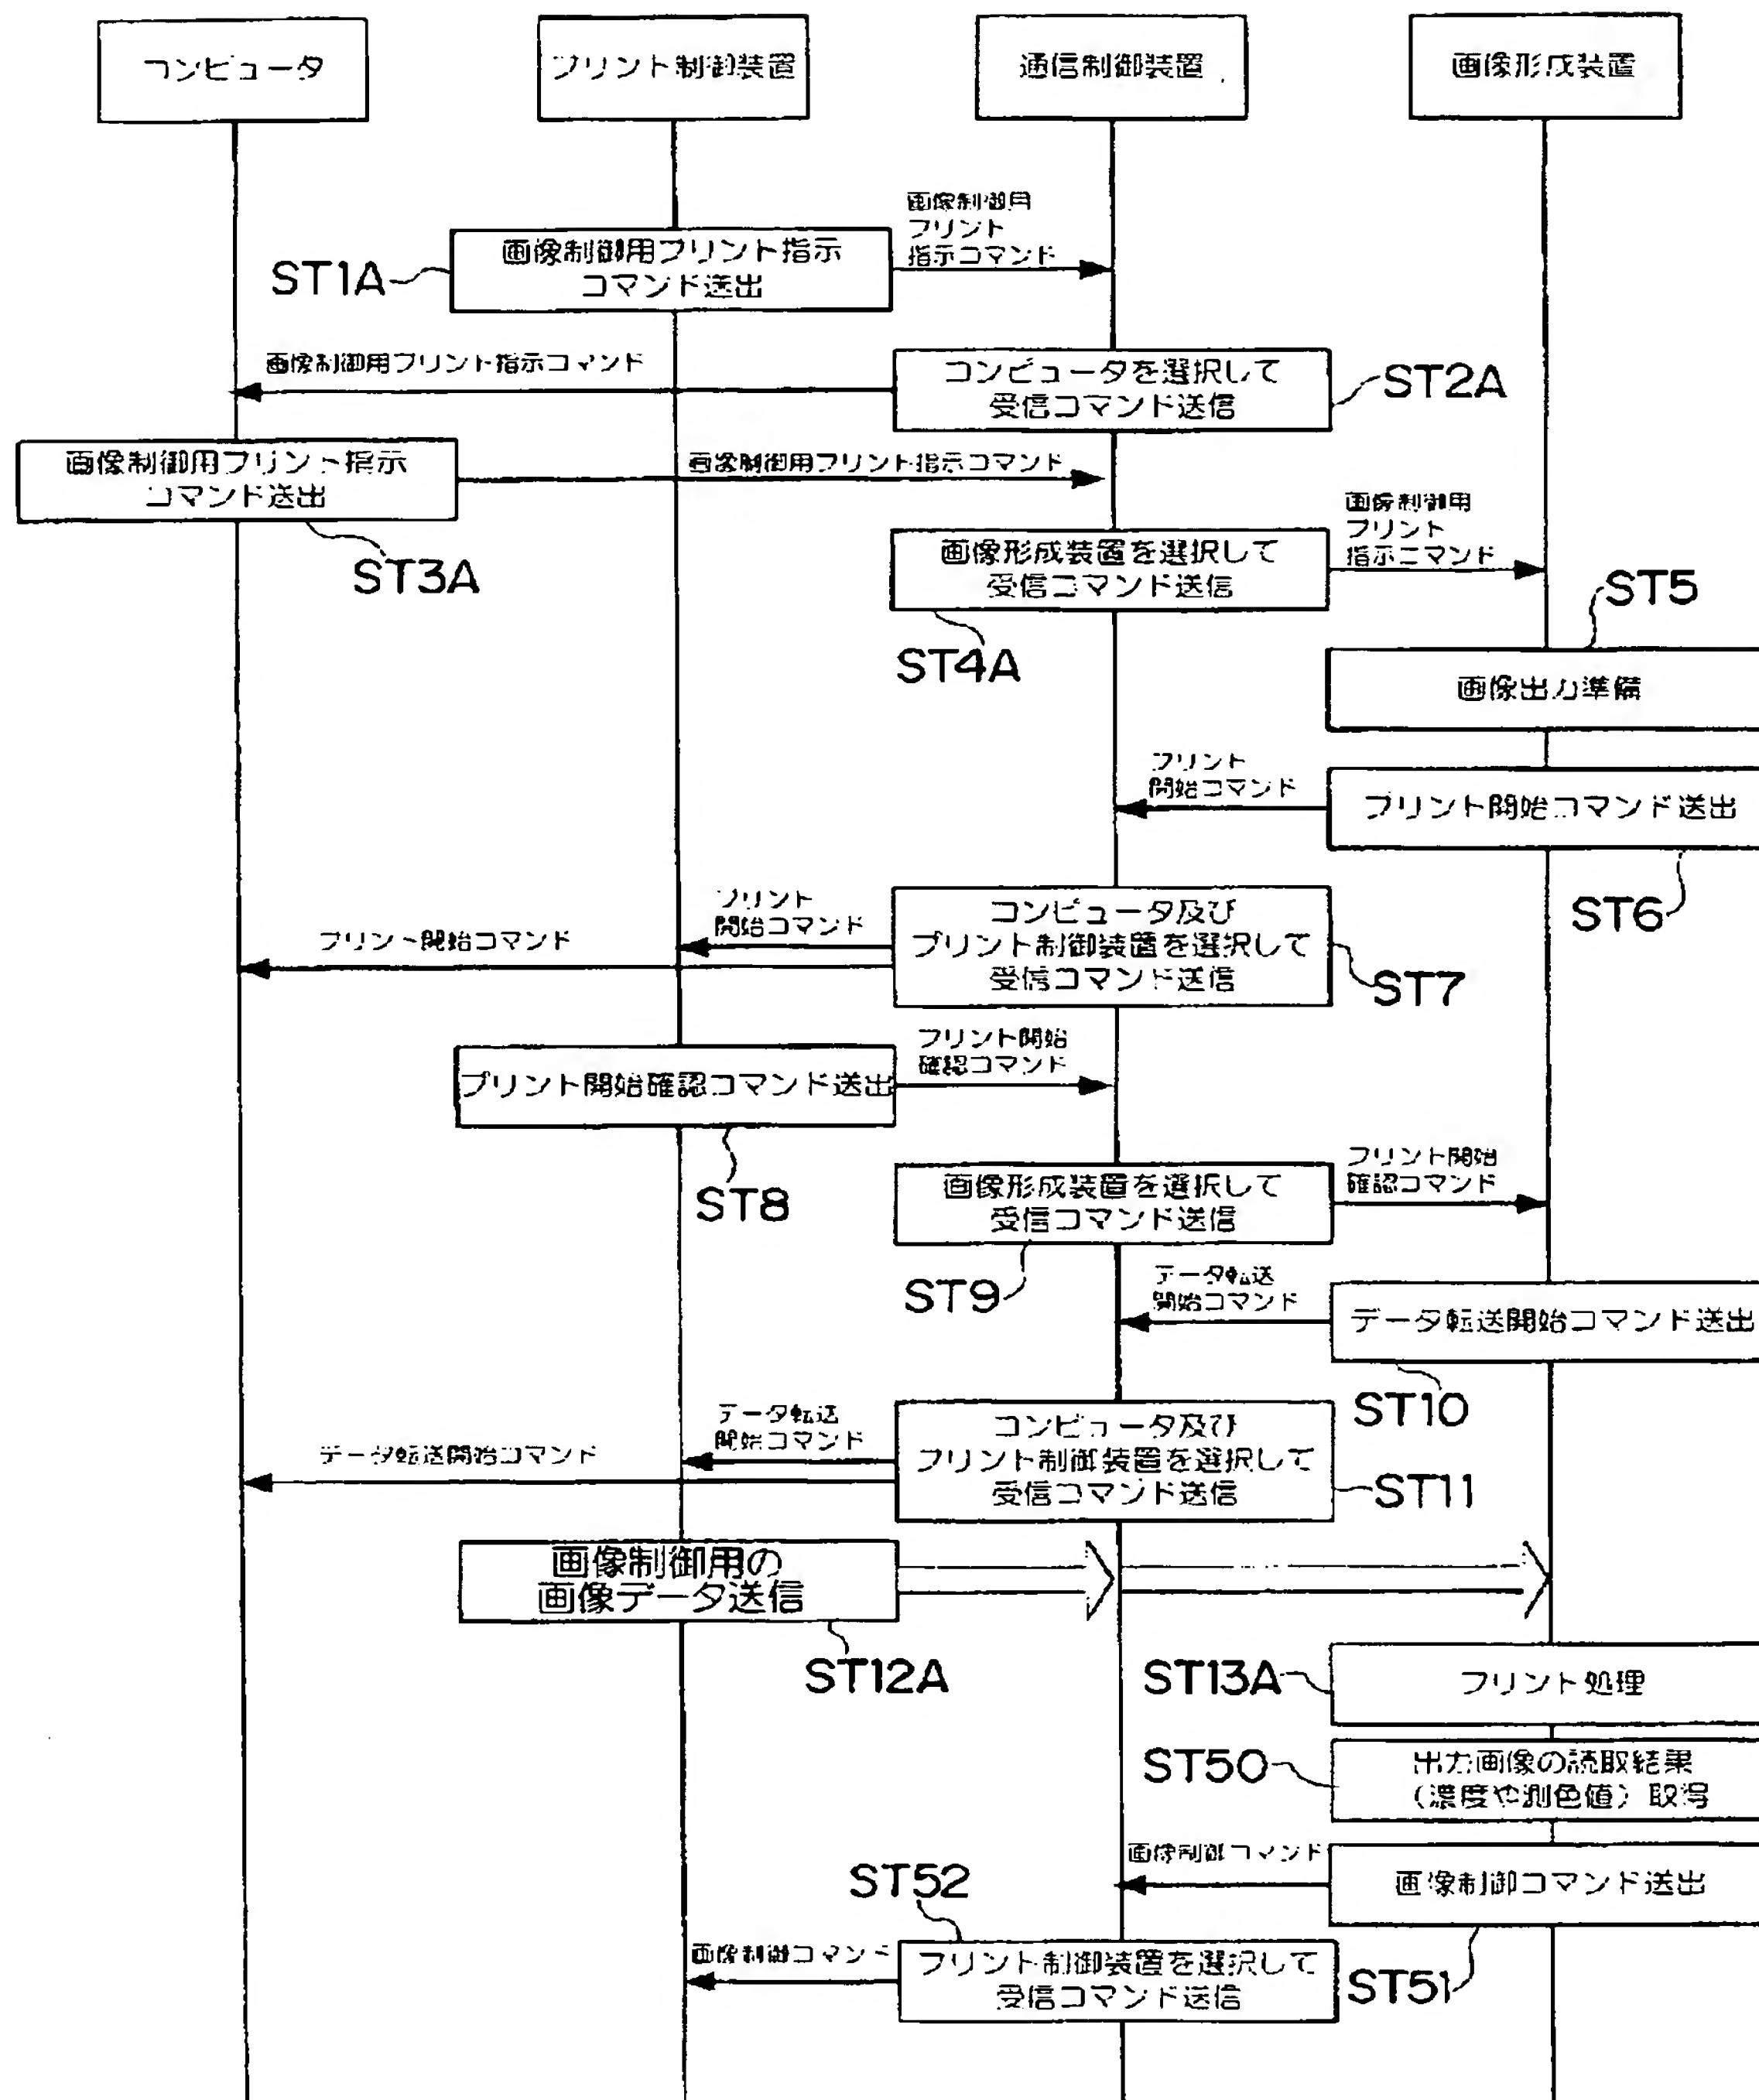 コンピュータ
プリント制御装置
通信制御装置
画像形成装置
画像制御用
プリント
指示コマンド
画像制御用プリント指示
コマンド送出
ST1A
画像制御用プリント指示コマンド
コンピュータを選択して
受信コマンド送信
ST2A
画像制御用プリント指示
コマンド送出
ST3A
画像制御用プリント指示コマンド
画像制御用
プリント
指示コマンド
画像形成装置を選択して
受信コマンド送信
ST4A
ST5
画像出力準備
プリント
開始コマンド
プリント開始コマンド送出
ST6
プリント
開始コマンド
プリント開始コマンド
コンピュータ及び
プリント制御装置を選択して
受信コマンド送信
ST7
プリント開始
確認コマンド
プリント開始確認コマンド送出
ST8
プリント開始
確認コマンド
画像形成装置を選択して
受信コマンド送信
ST9
データ転送
開始コマンド
データ転送開始コマンド送出
ST10
データ転送
開始コマンド
データ転送開始コマンド
コンピュータ及び
プリント制御装置を選択して
受信コマンド送信
ST11
画像制御用の
画像データ送信
ST12A
ST13A
プリント処理
ST50
出力画像の読取結果
(濃度や測色値)取得
画像制御コマンド
画像制御コマンド送出
ST51
ST52
画像制御コマンド
プリント制御装置を選択して
受信コマンド送信